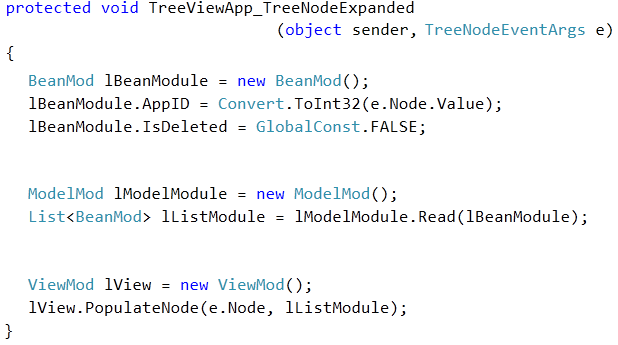 protected void TreeViewApp_TreeNodeExpanded
(object sender, TreeNodeEventArgs e)
{
BeanMod lBeanModule = new BeanMod();
lBeanModule.AppID = Convert.ToInt32(e.Node.Value);
lBeanModule.IsDeleted = GlobalConst.FALSE;
ModelMod lModelModule = new ModelMod();
List<BeanMod> lListModule = lModelModule.Read(lBeanModule);
ViewMod lView = new ViewMod();
lView.PopulateNode(e.Node, lListModule);
}